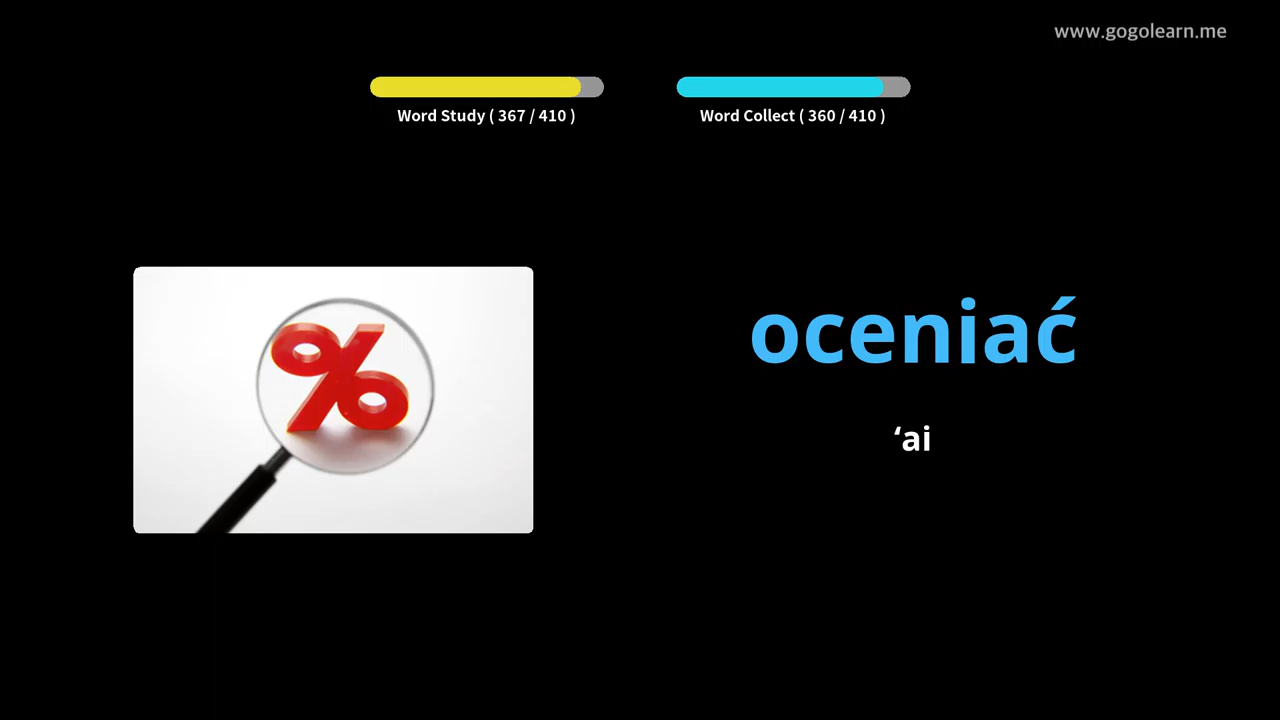 www.gogolearn.me
Word Study ( 367 / 410 )
Word Collect ( 360 / 410 )
%
oceniać
‘ai